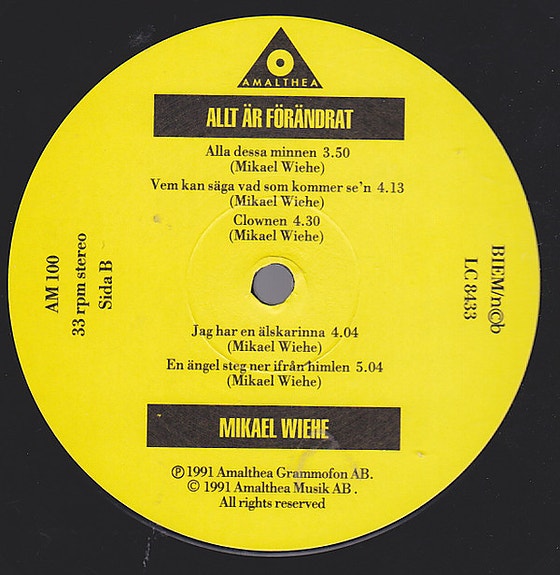 AMALTHEA
ALLT ÄR FÖRÄNDRAT
Alla dessa minnen 3.50
(Mikael Wiehe)
Vem kan säga vad som kommer se'n 4.13
(Mikael Wiehe)
Clownen 4.30
(Mikael Wiehe)
AM 100
33 rpm stereo
Sida B
BIEM/n©b
LC 8433
Jag har en älskarinna 4.04
(Mikael Wiehe)
En ängel steg ner ifrån himlen 5.04
(Mikael Wiehe)
MIKAEL WIEHE
℗ 1991 Amalthea Grammofon AB.
© 1991 Amalthea Musik AB .
All rights reserved